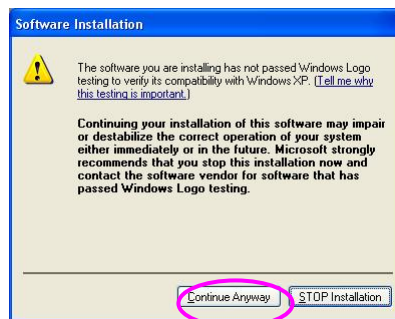 Software Installation
The software you are installing has not passed Windows Logo
testing to verify its compatibility with Windows XP. (Tell me why
this testing is important.)
Continuing your installation of this software may impair
or destabilize the correct operation of your system
either immediately or in the future. Microsoft strongly
recommends that you stop this installation now and
contact the software vendor for software that has
passed Windows Logo testing.
Continue Anyway STOP Installation